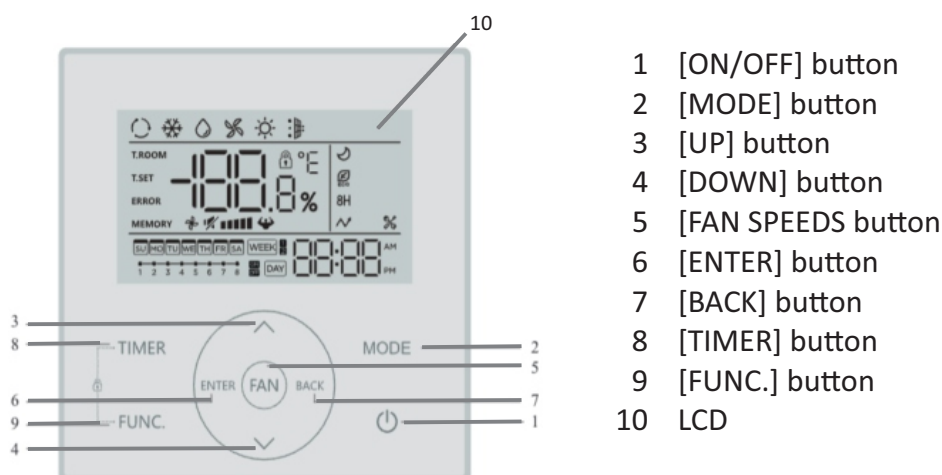 10
T.ROOM
T.SET
ERROR
MEMORY
-188.8 °E
%
ECO
8H
SU MO TU WE TH FR SA WEEK
1 2 3 4 5 6 7 8 DAY
88:88 AM
PM
3
8 TIMER MODE 2
5
6 ENTER FAN BACK 7
9 FUNC. 1
4
1 [ON/OFF] button
2 [MODE] button
3 [UP] button
4 [DOWN] button
5 [FAN SPEEDS button
6 [ENTER] button
7 [BACK] button
8 [TIMER] button
9 [FUNC.] button
10 LCD